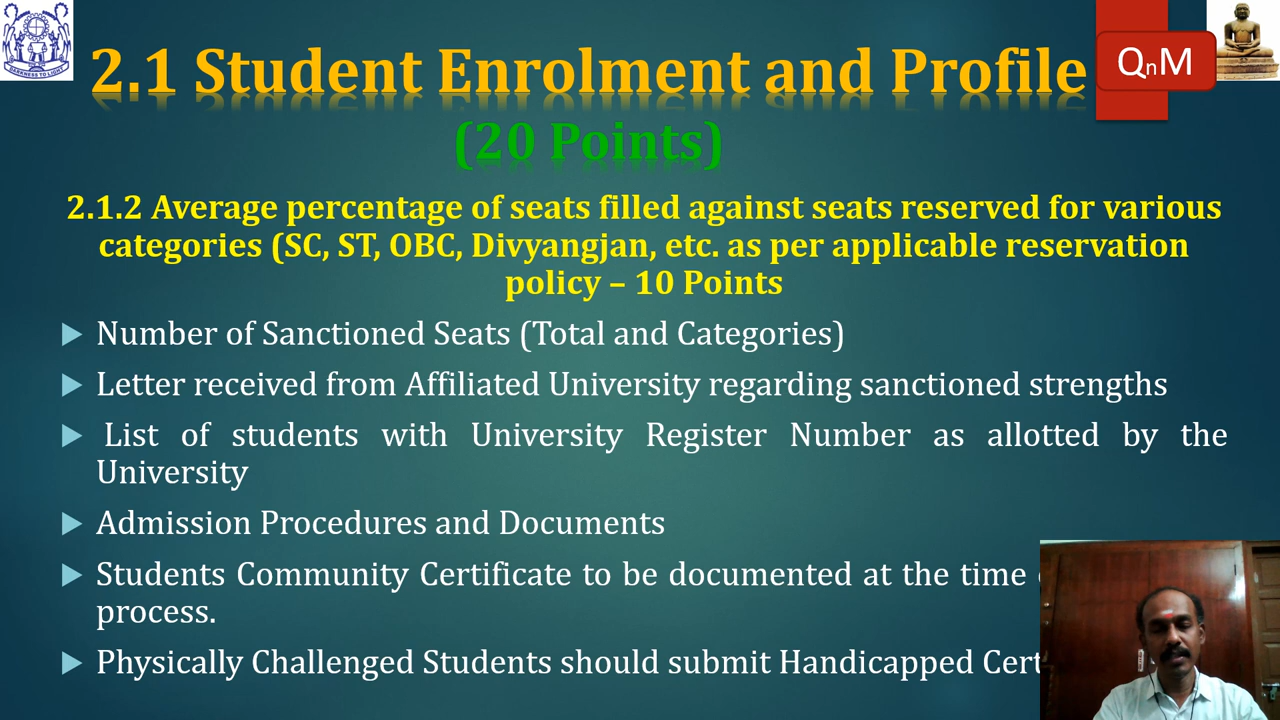 2.1 Student Enrolment and Profile
QnM
(20 Points)
2.1.2 Average percentage of seats filled against seats reserved for various
categories (SC, ST, OBC, Divyangjan, etc. as per applicable reservation
policy – 10 Points
Number of Sanctioned Seats (Total and Categories)
Letter received from Affiliated University regarding sanctioned strengths
List of students with University Register Number as allotted by the
University
Admission Procedures and Documents
Students Community Certificate to be documented at the time
process.
Physically Challenged Students should submit Handicapped